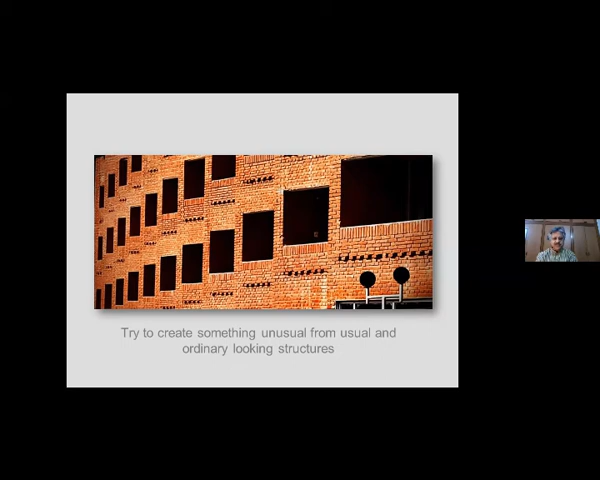 Try to create something unusual from usual and
ordinary looking structures